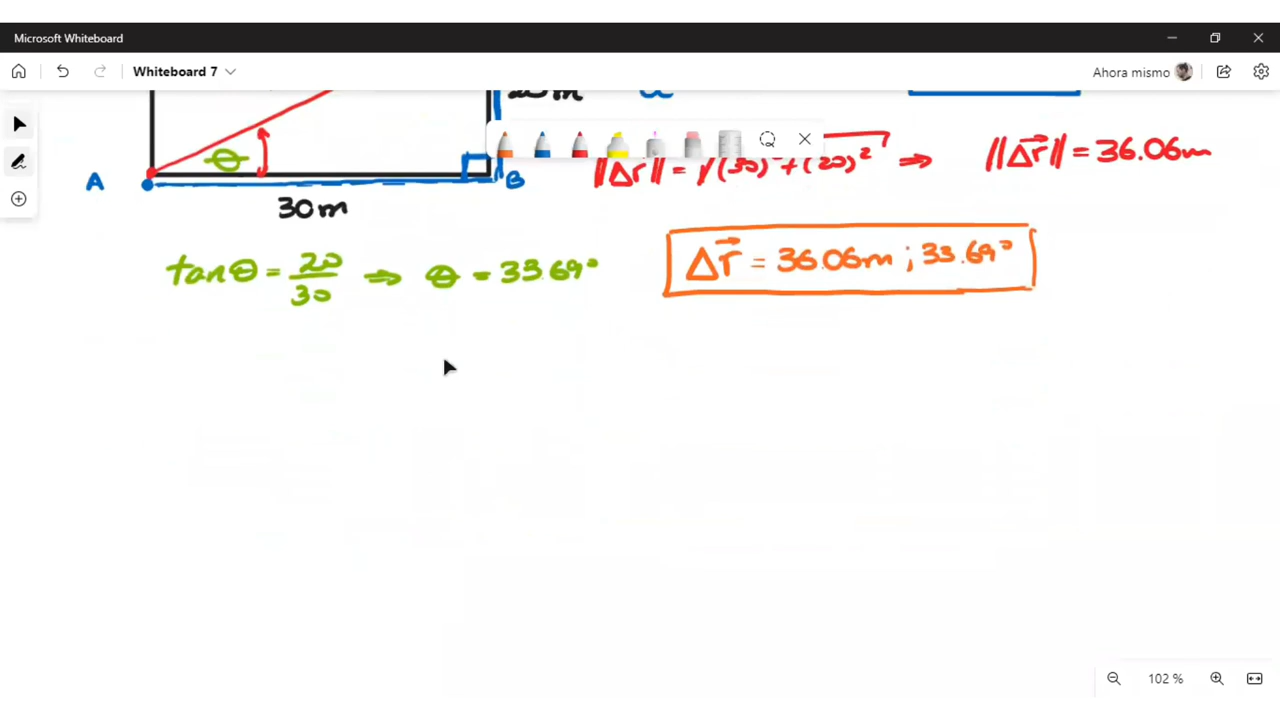 Microsoft Whiteboard
Whiteboard 7
Ahora mismo
θ
A
B
30 m
‖Δr‖ = √(30)² + (20)² ⇒ ‖Δr⃗‖ = 36.06m
tanθ = 20/30 ⇒ θ = 33.69°
Δr⃗ = 36.06m ; 33.69°
102 %